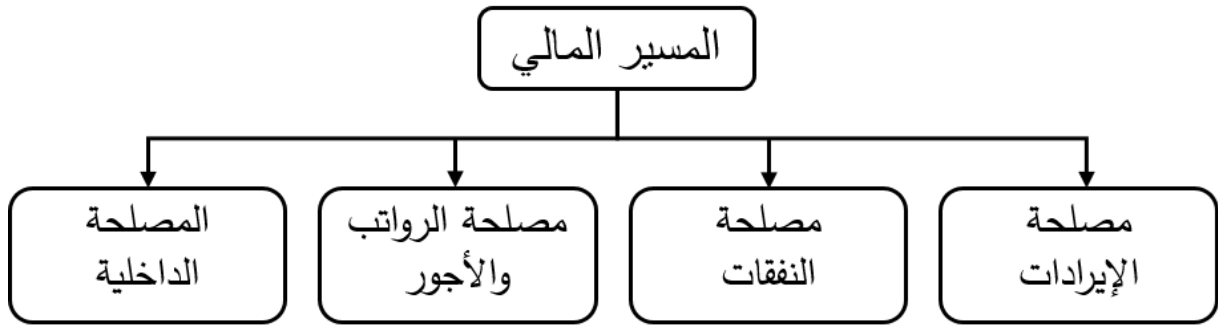 المسير المالي
مصلحة
الإيرادات
مصلحة
النفقات
مصلحة الرواتب
والأجور
المصلحة
الداخلية